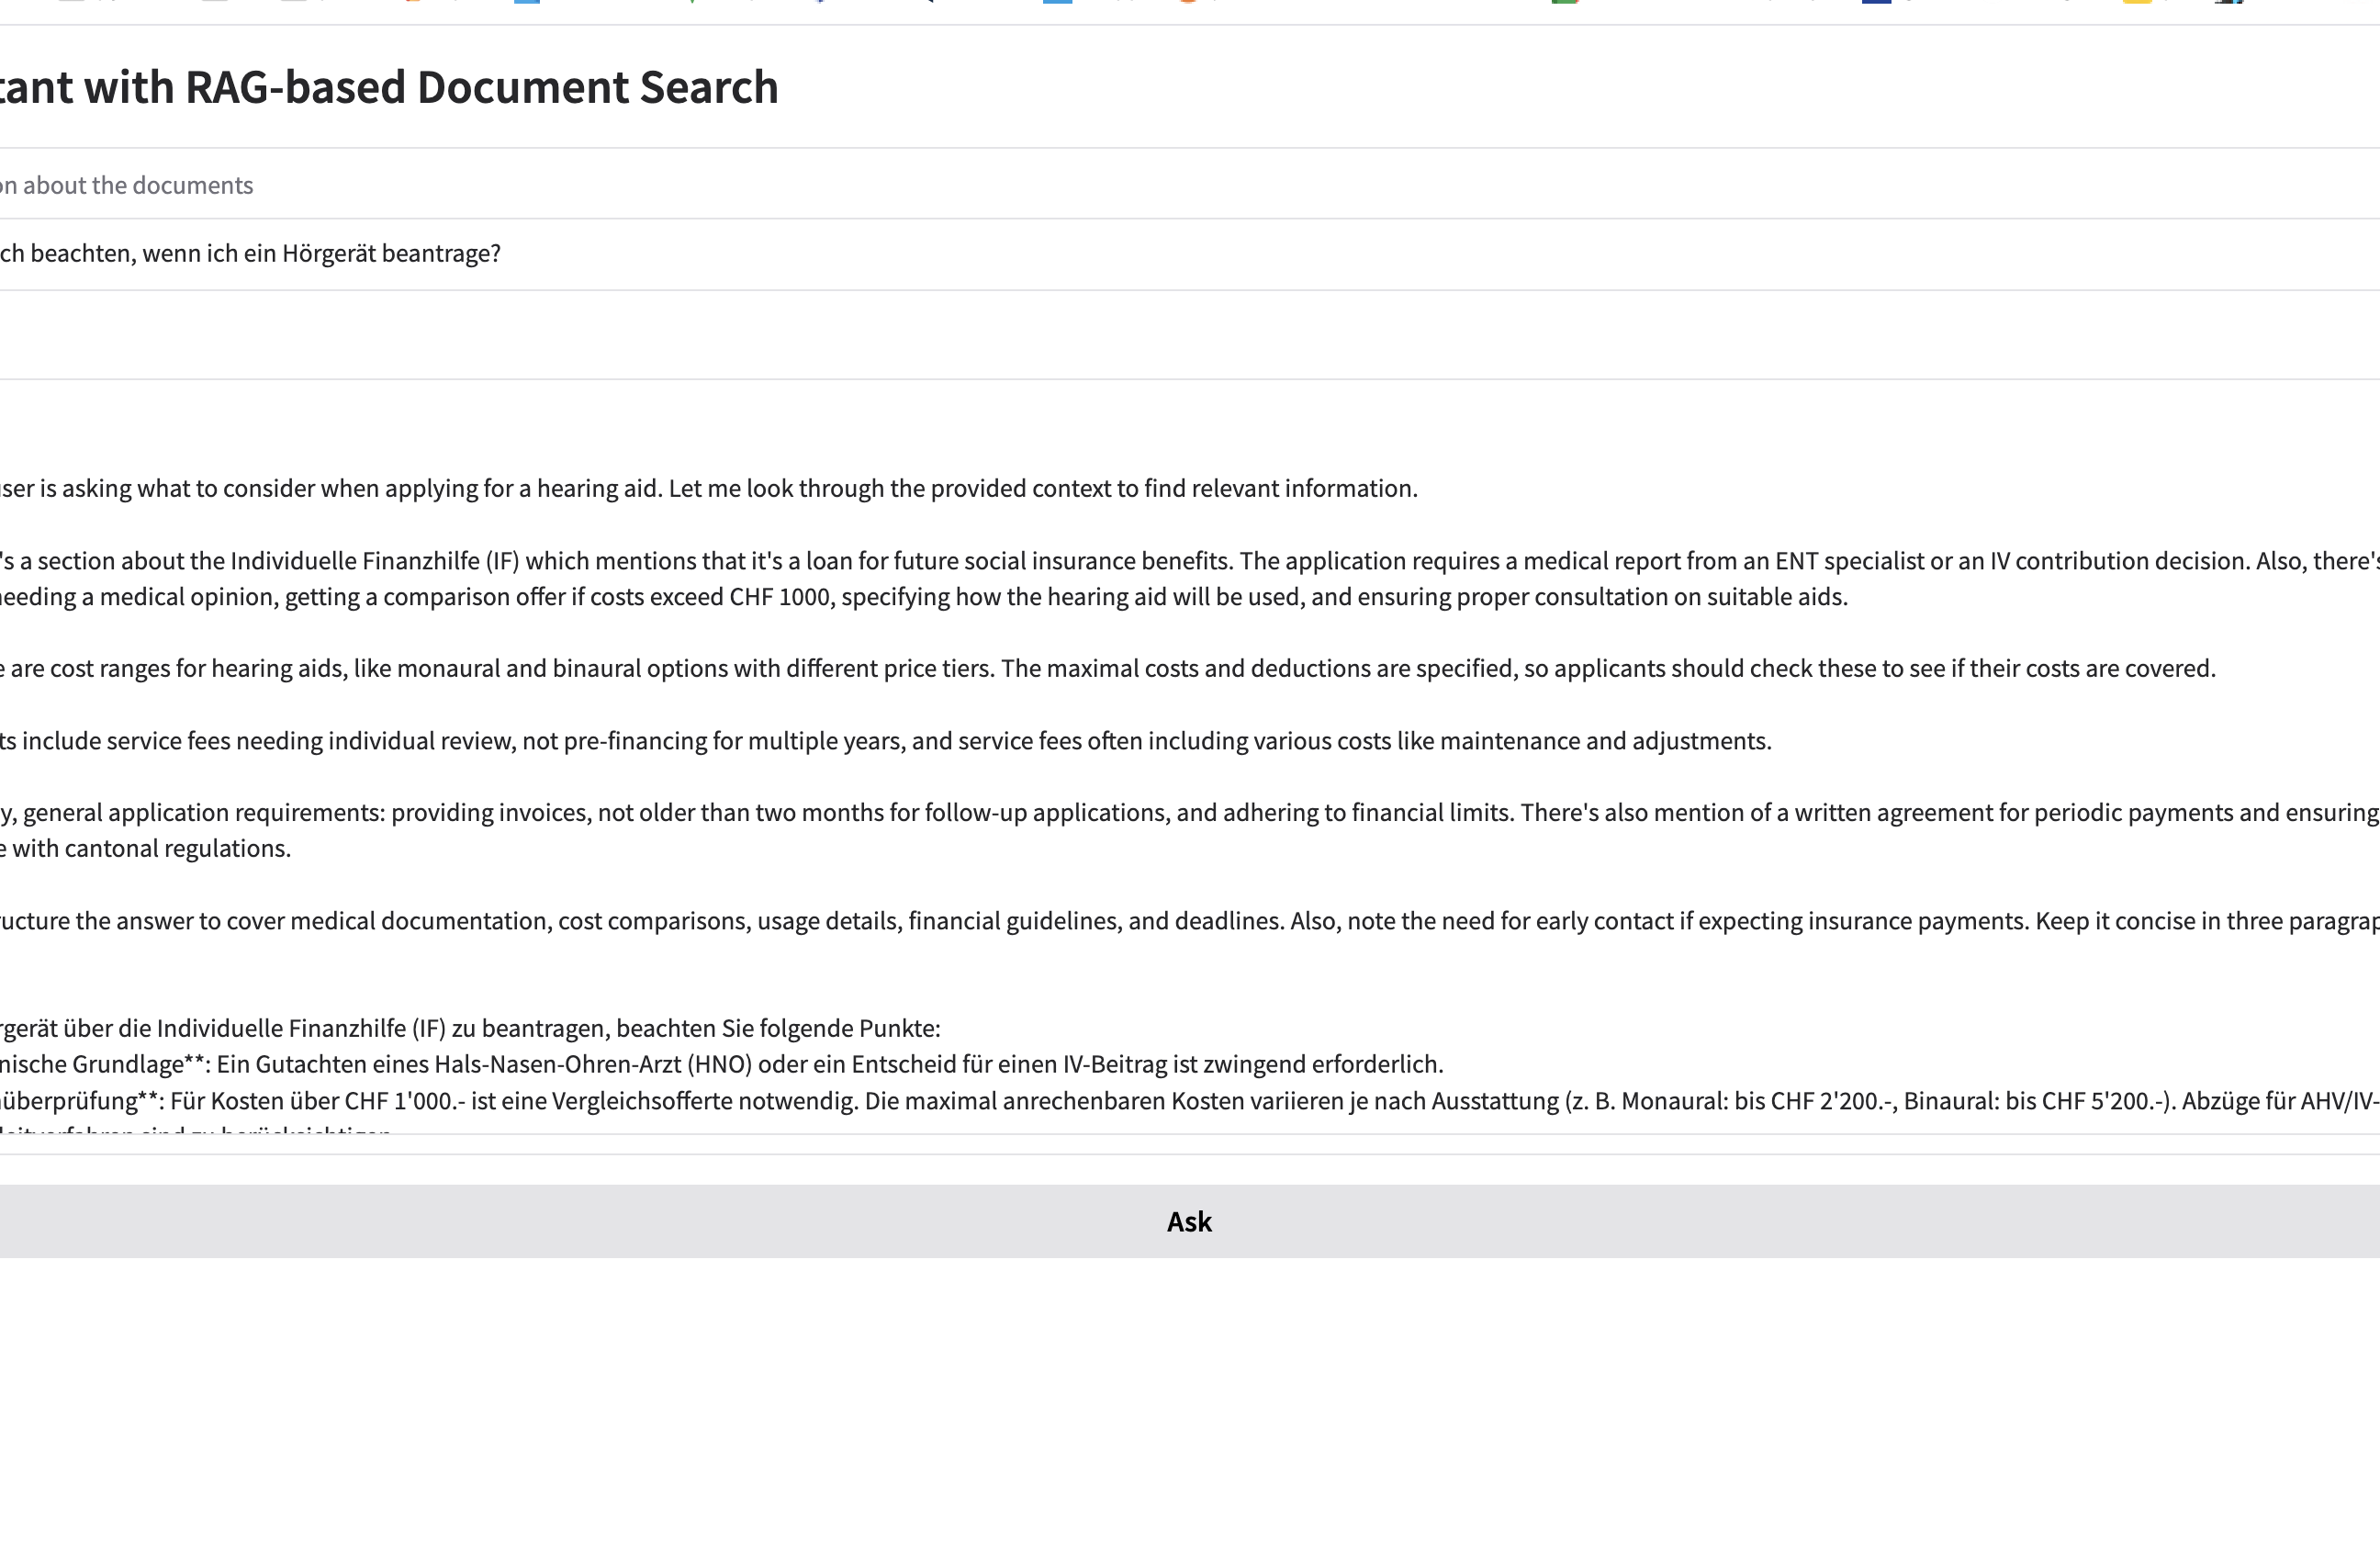 tant with RAG-based Document Search
on about the documents
ch beachten, wenn ich ein Hörgerät beantrage?
ser is asking what to consider when applying for a hearing aid. Let me look through the provided context to find relevant information.
's a section about the Individuelle Finanzhilfe (IF) which mentions that it's a loan for future social insurance benefits. The application requires a medical report from an ENT specialist or an IV contribution decision. Also, there's
needing a medical opinion, getting a comparison offer if costs exceed CHF 1000, specifying how the hearing aid will be used, and ensuring proper consultation on suitable aids.
e are cost ranges for hearing aids, like monaural and binaural options with different price tiers. The maximal costs and deductions are specified, so applicants should check these to see if their costs are covered.
ts include service fees needing individual review, not pre-financing for multiple years, and service fees often including various costs like maintenance and adjustments.
y, general application requirements: providing invoices, not older than two months for follow-up applications, and adhering to financial limits. There's also mention of a written agreement for periodic payments and ensuring
e with cantonal regulations.
ructure the answer to cover medical documentation, cost comparisons, usage details, financial guidelines, and deadlines. Also, note the need for early contact if expecting insurance payments. Keep it concise in three paragrap
rgerät über die Individuelle Finanzhilfe (IF) zu beantragen, beachten Sie folgende Punkte:
nische Grundlage**: Ein Gutachten eines Hals-Nasen-Ohren-Arzt (HNO) oder ein Entscheid für einen IV-Beitrag ist zwingend erforderlich.
nüberprüfung**: Für Kosten über CHF 1'000.- ist eine Vergleichsofferte notwendig. Die maximal anrechenbaren Kosten variieren je nach Ausstattung (z. B. Monaural: bis CHF 2'200.-, Binaural: bis CHF 5'200.-). Abzüge für AHV/IV-
Ask